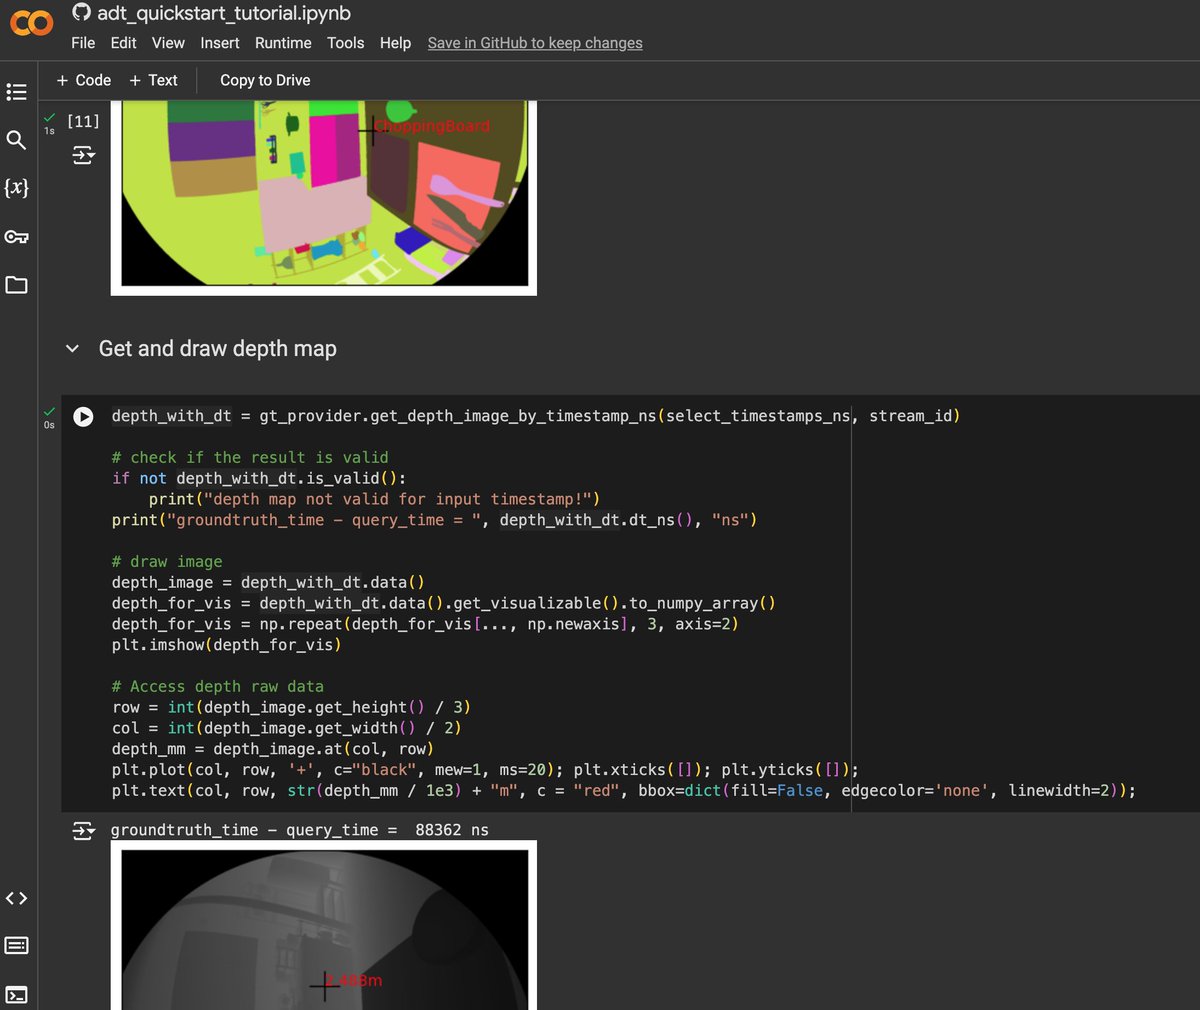 adt_quickstart_tutorial.ipynb
File Edit View Insert Runtime Tools Help Save in GitHub to keep changes
+ Code + Text Copy to Drive
[11]
1s
ChoppingBoard
{x}
Get and draw depth map
0s
depth_with_dt = gt_provider.get_depth_image_by_timestamp_ns(select_timestamps_ns, stream_id)
# check if the result is valid
if not depth_with_dt.is_valid():
    print("depth map not valid for input timestamp!")
print("groundtruth_time - query_time = ", depth_with_dt.dt_ns(), "ns")
# draw image
depth_image = depth_with_dt.data()
depth_for_vis = depth_with_dt.data().get_visualizable().to_numpy_array()
depth_for_vis = np.repeat(depth_for_vis[..., np.newaxis], 3, axis=2)
plt.imshow(depth_for_vis)
# Access depth raw data
row = int(depth_image.get_height() / 3)
col = int(depth_image.get_width() / 2)
depth_mm = depth_image.at(col, row)
plt.plot(col, row, '+', c="black", mew=1, ms=20); plt.xticks([]); plt.yticks([]);
plt.text(col, row, str(depth_mm / 1e3) + "m", c = "red", bbox=dict(fill=False, edgecolor='none', linewidth=2));
groundtruth_time - query_time =  88362 ns